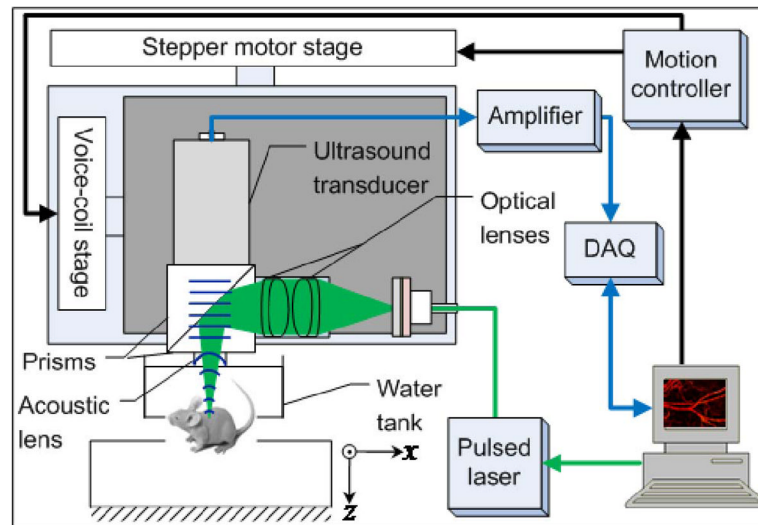 Stepper motor stage
Motion
controller
Voice-coil stage
Amplifier
Ultrasound
transducer
Optical
lenses
DAQ
Prisms
Acoustic
lens
Water
tank
Pulsed
laser
x
z